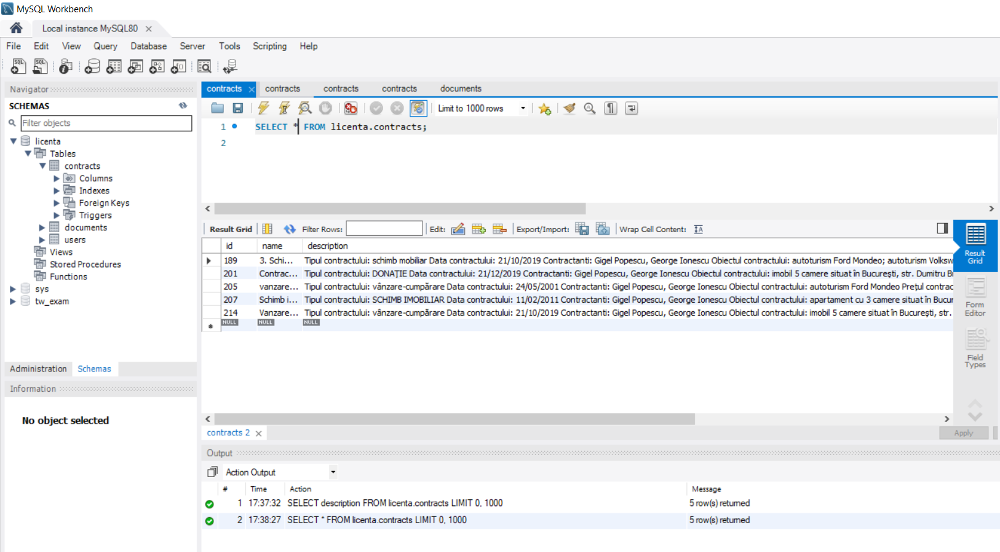 MySQL Workbench
Local instance MySQL80
File Edit View Query Database Server Tools Scripting Help
Navigator
SCHEMAS
Filter objects
licenta
Tables
contracts
Columns
Indexes
Foreign Keys
Triggers
documents
users
Views
Stored Procedures
Functions
sys
tw_exam
Administration Schemas
Information
No object selected
contracts contracts contracts contracts documents
Limit to 1000 rows
1 SELECT * FROM licenta.contracts;
2
Result Grid Filter Rows: Edit: Export/Import: Wrap Cell Content:
id name description
189 3. Schi... Tipul contractului: schimb mobiliar Data contractului: 21/10/2019 Contractanti: Gigel Popescu, George Ionescu Obiectul contractului: autoturism Ford Mondeo; autoturism Volksw
201 Contrac... Tipul contractului: DONAȚIE Data contractului: 21/12/2019 Contractanti: Gigel Popescu, George Ionescu Obiectul contractului: imobil 5 camere situat în București, str. Dumitru Br
205 vanzare... Tipul contractului: vânzare-cumpărare Data contractului: 24/05/2001 Contractanti: Gigel Popescu, George Ionescu Obiectul contractului: autoturism Ford Mondeo Prețul contrac
207 Schimb i... Tipul contractului: SCHIMB IMOBILIAR Data contractului: 11/02/2011 Contractanti: Gigel Popescu, George Ionescu Obiectul contractului: apartament cu 3 camere situat în Bucur
214 Vanzare... Tipul contractului: vânzare-cumpărare Data contractului: 21/10/2019 Contractanti: Gigel Popescu, George Ionescu Obiectul contractului: imobil 5 camere situat în București, str.
NULL NULL NULL
Result
Grid
Form
Editor
Field
Types
contracts 2
Apply
Output
Action Output
# Time Action Message
1 17:37:32 SELECT description FROM licenta.contracts LIMIT 0, 1000 5 row(s) returned
2 17:38:27 SELECT * FROM licenta.contracts LIMIT 0, 1000 5 row(s) returned